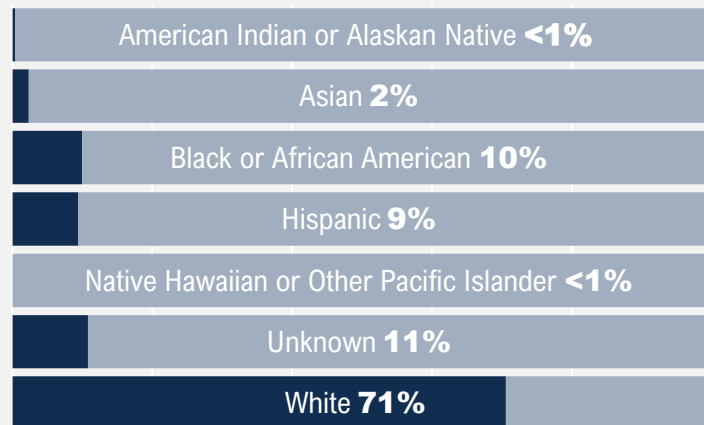 American Indian or Alaskan Native <1%
Asian 2%
Black or African American 10%
Hispanic 9%
Native Hawaiian or Other Pacific Islander <1%
Unknown 11%
White 71%